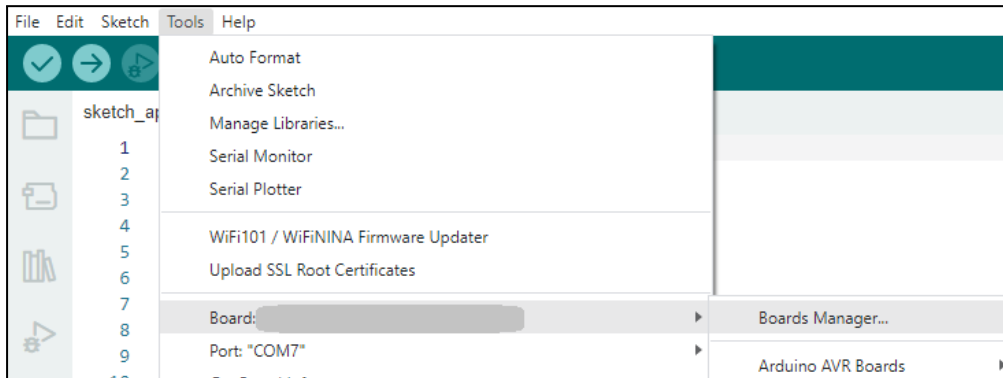 File Edit Sketch Tools Help
Auto Format
Archive Sketch
Manage Libraries...
Serial Monitor
Serial Plotter
WiFi101 / WiFiNINA Firmware Updater
Upload SSL Root Certificates
Board:
Boards Manager...
Port: "COM7"
Arduino AVR Boards
sketch_ap
1
2
3
4
5
6
7
8
9